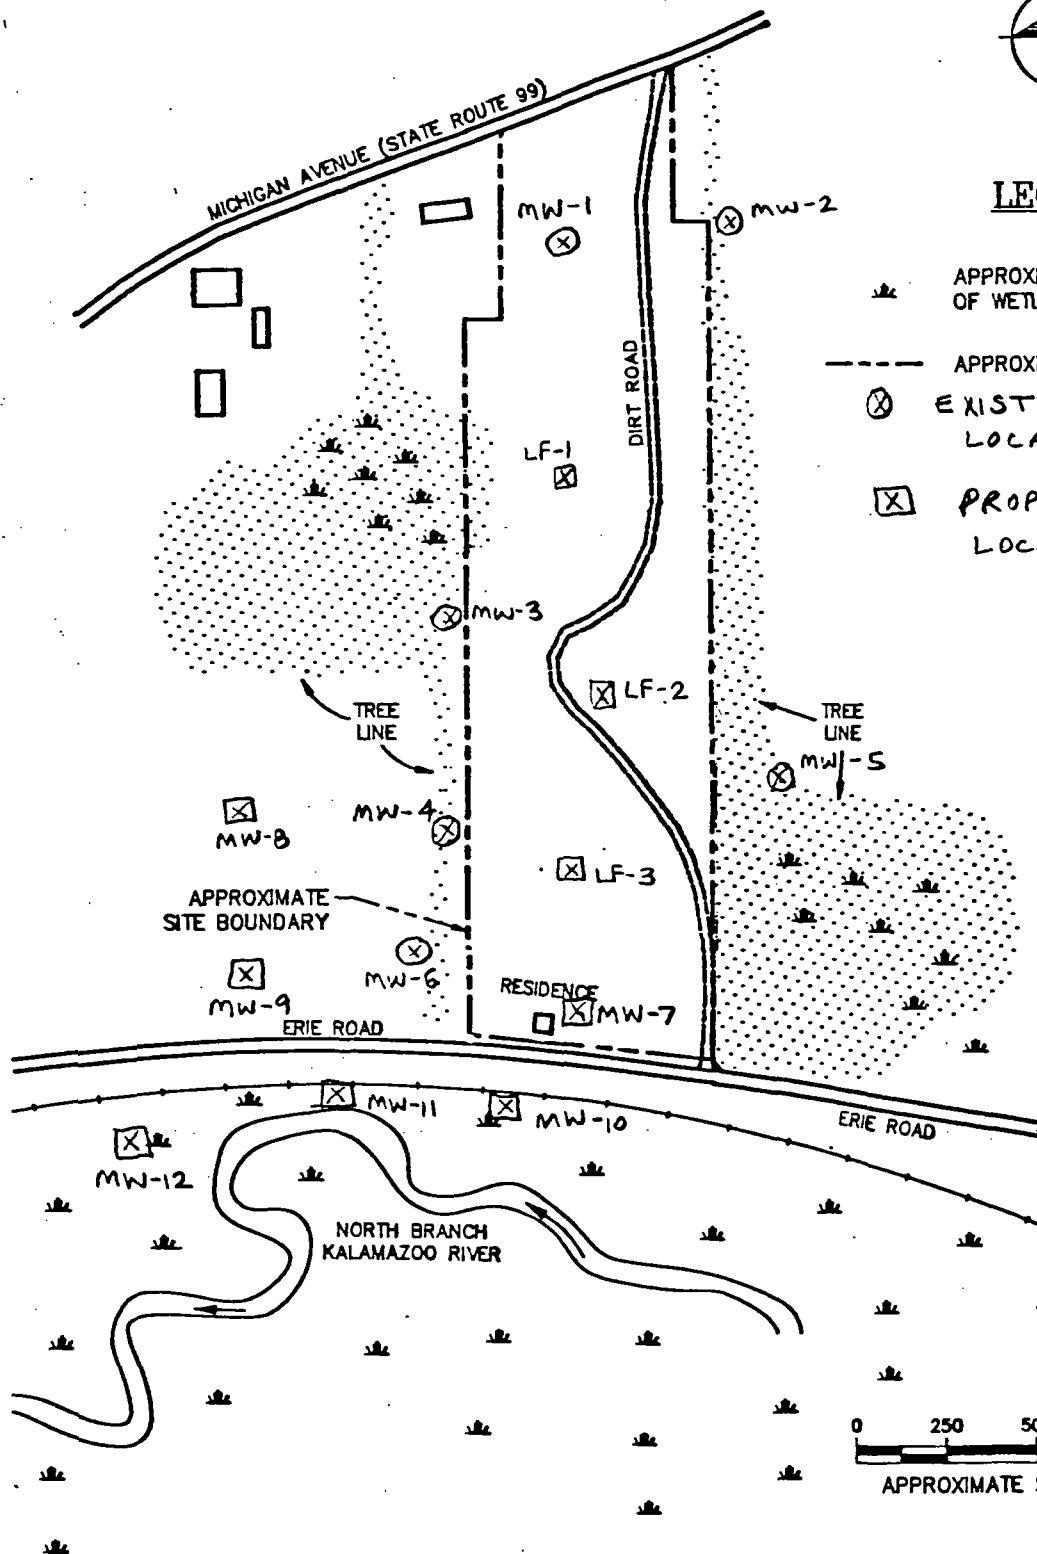 MICHIGAN AVENUE (STATE ROUTE 99)
MW-1
MW-2
DIRT ROAD
LF-1
MW-3
LF-2
TREE
LINE
TREE
LINE
MW-5
MW-8
MW-4
LF-3
APPROXIMATE
SITE BOUNDARY
MW-6
MW-9
RESIDENCE
MW-7
ERIE ROAD
MW-11
MW-10
ERIE ROAD
MW-12
NORTH BRANCH
KALAMAZOO RIVER
LE
APPROX
OF WETL
APPROX
EXIST
LOCA
PROP
LOC
0 250 50
APPROXIMATE